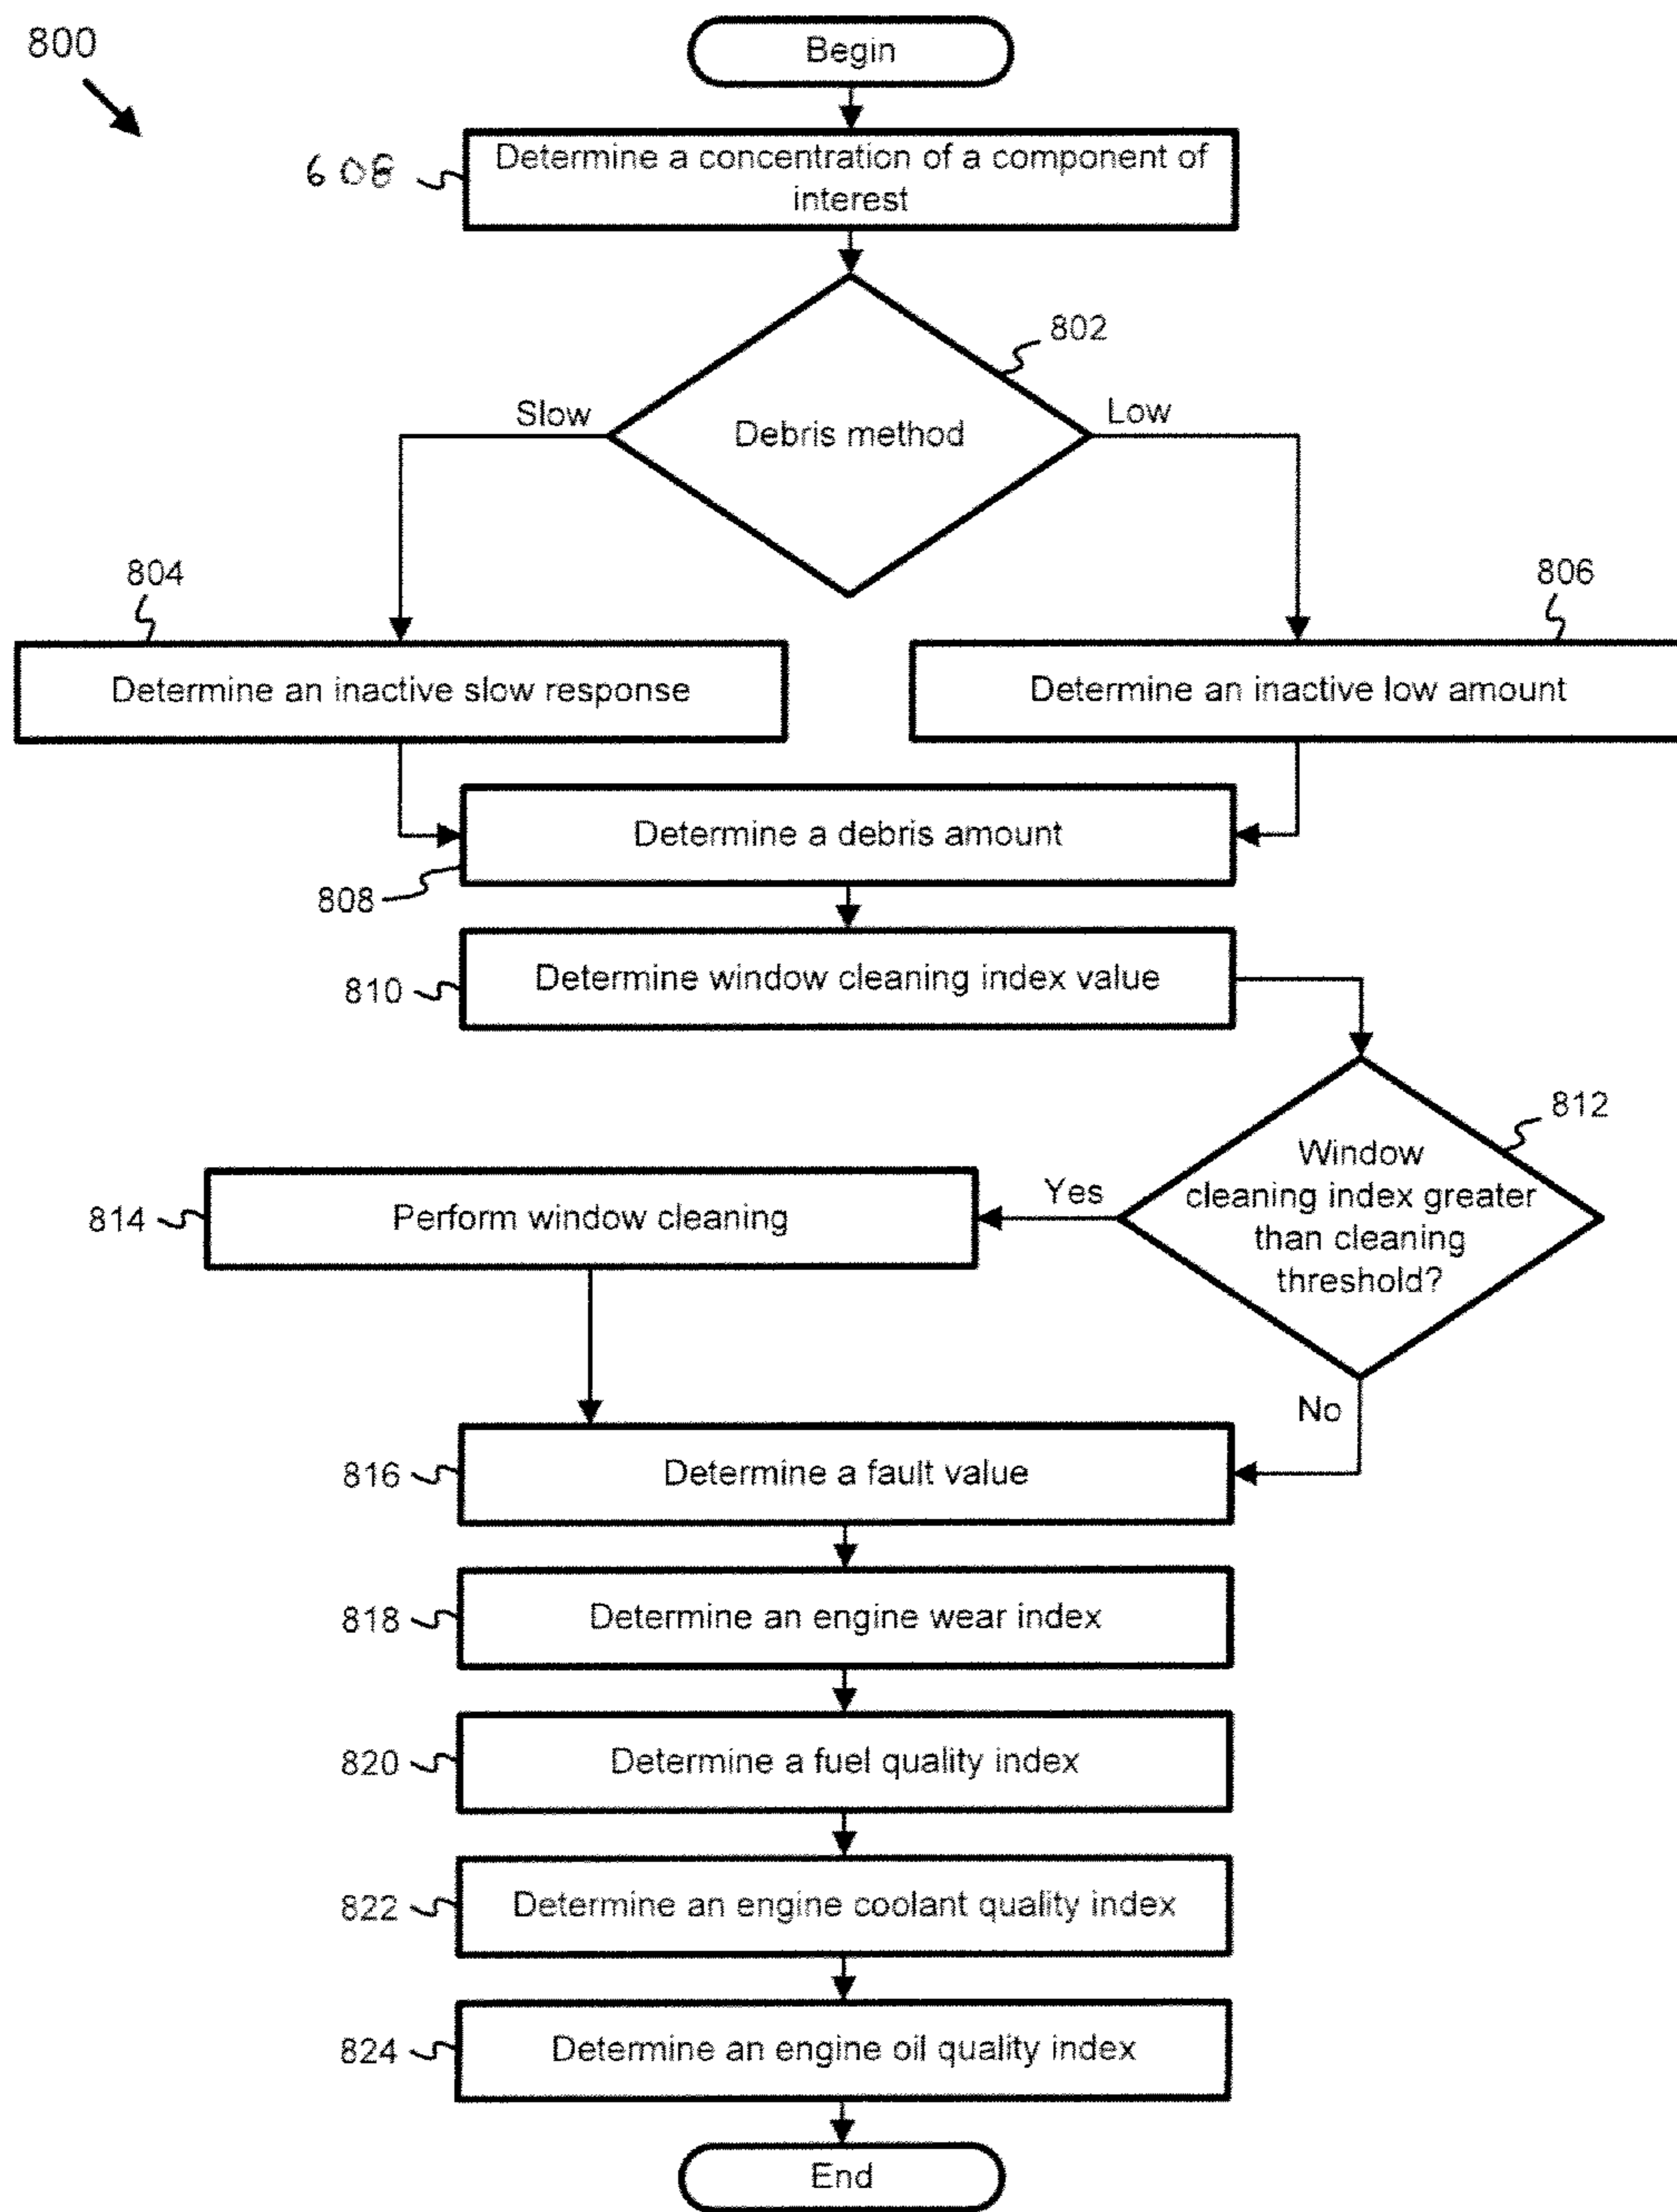 800
Begin
608
Determine a concentration of a component of
interest
802
Slow
Low
Debris method
804
806
Determine an inactive slow response
Determine an inactive low amount
Determine a debris amount
808
Determine window cleaning index value
810
812
Window
cleaning index greater
than cleaning
threshold?
Yes
Perform window cleaning
814
No
Determine a fault value
816
Determine an engine wear index
818
Determine a fuel quality index
820
Determine an engine coolant quality index
822
Determine an engine oil quality index
824
End